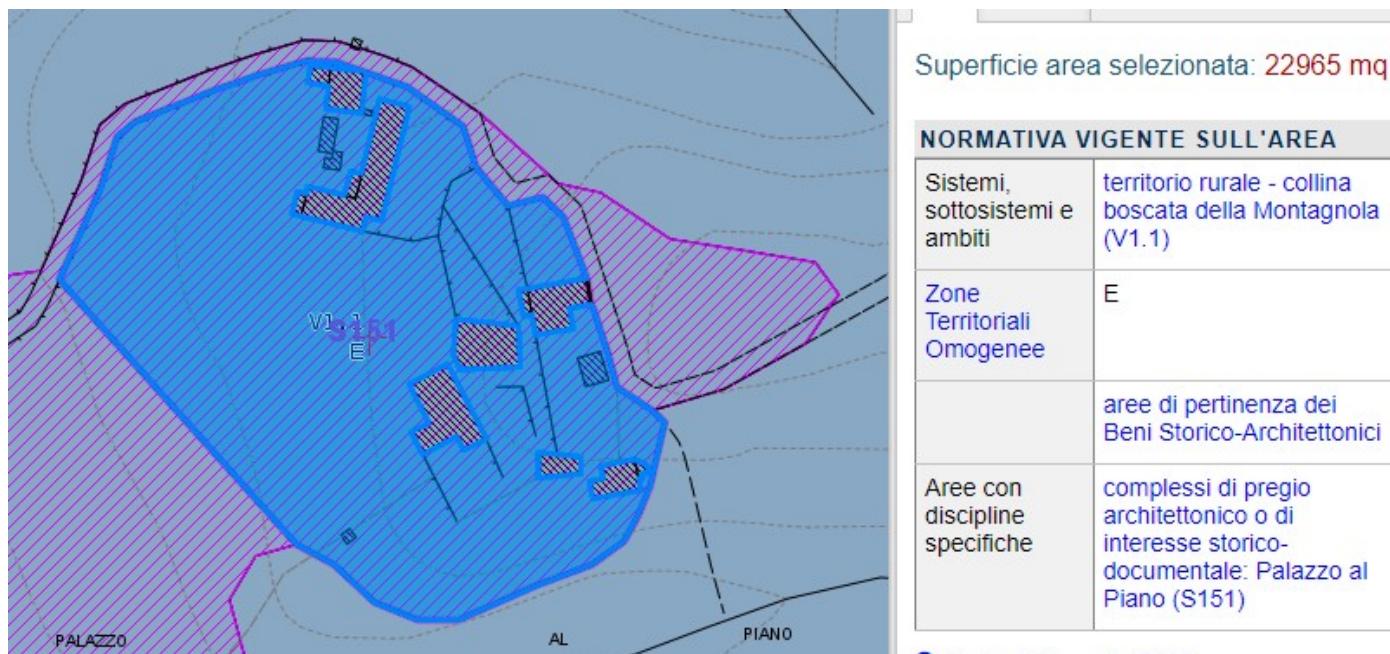 V1.1
S151
E
PALAZZO
AL
PIANO
Superficie area selezionata: 22965 mq
NORMATIVA VIGENTE SULL'AREA
Sistemi,
sottosistemi e
ambiti
territorio rurale - collina
boscata della Montagnola
(V1.1)
Zone
Territoriali
Omogenee
E
aree di pertinenza dei
Beni Storico-Architettonici
Aree con
discipline
specifiche
complessi di pregio
architettonico o di
interesse storico-
documentale: Palazzo al
Piano (S151)